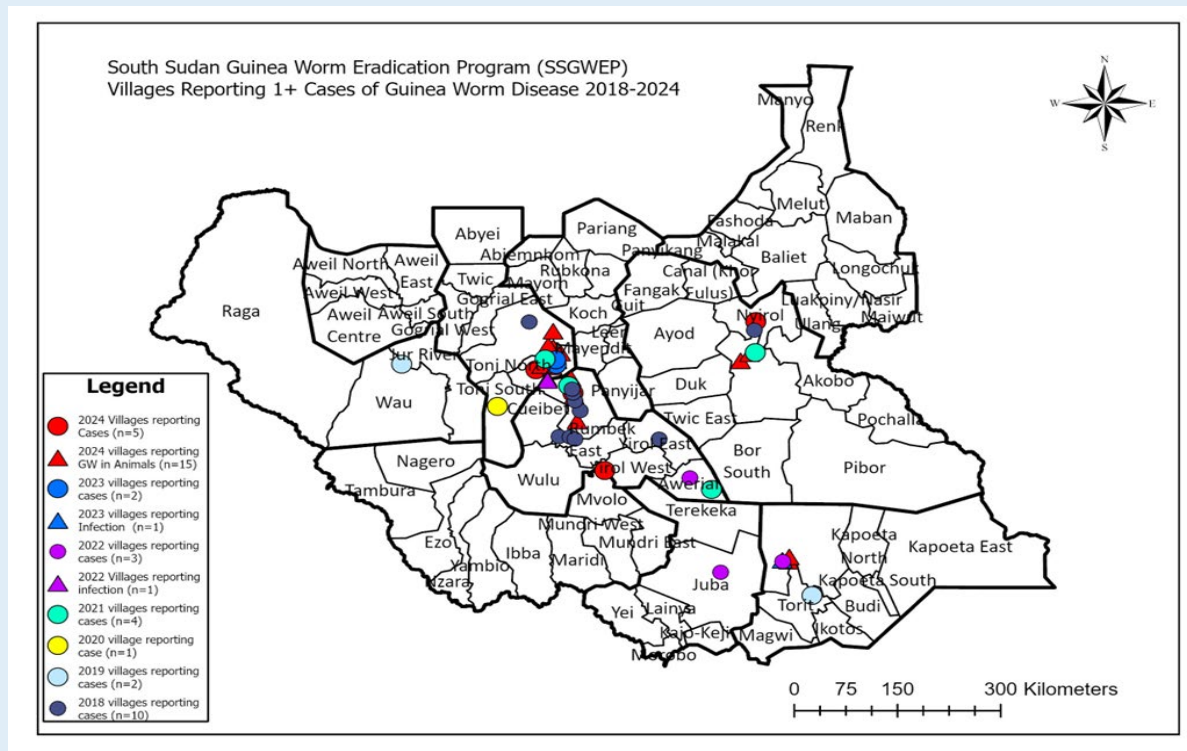 South Sudan Guinea Worm Eradication Program (SSGWEP)
Villages Reporting 1+ Cases of Guinea Worm Disease 2018-2024
N
W
E
S
Manyo
Renk
Melut
Maban
Fashoda
Malakal
Baliet
Pariang
Panyikang
Abyei
Abiemnhom
Rubkona
Aweil North
Aweil
East
Twic
Mayom
Canal (Khor
Fulus)
Fangak
Guit
Longochuk
Luakpiny/Nasir
Maiwut
Ulang
Aweil West
Gogrial East
Koch
Raga
Aweil
Centre
Aweil South
Gogrial West
Leer
Ayod
Nyirol
Jur River
Mayendit
Tonj North
Tonj South
Panyijar
Duk
Akobo
Wau
Cueibet
Twic East
Pochalla
Rumbek
East
Yirol East
Bor
South
Pibor
Nagero
Wulu
Yirol West
Awerial
Tambura
Mvolo
Terekeka
Mundri West
Mundri East
Kapoeta
North
Kapoeta East
Ezo
Ibba
Maridi
Yambio
Nzara
Juba
Kapoeta South
Torit
Budi
Yei
Lainya
Kajo-Keji
Magwi
Ikotos
Morobo
Legend
2024 Villages reporting
Cases (n=5)
2024 villages reporting
GW in Animals (n=15)
2023 villages reporting
cases (n=2)
2023 villages reporting
Infection (n=1)
2022 villages reporting
cases (n=3)
2022 Villages reporting
infection (n=1)
2021 villages reporting
cases (n=4)
2020 village reporting
case (n=1)
2019 villages reporting
cases (n=2)
2018 villages reporting
cases (n=10)
0 75 150 300 Kilometers